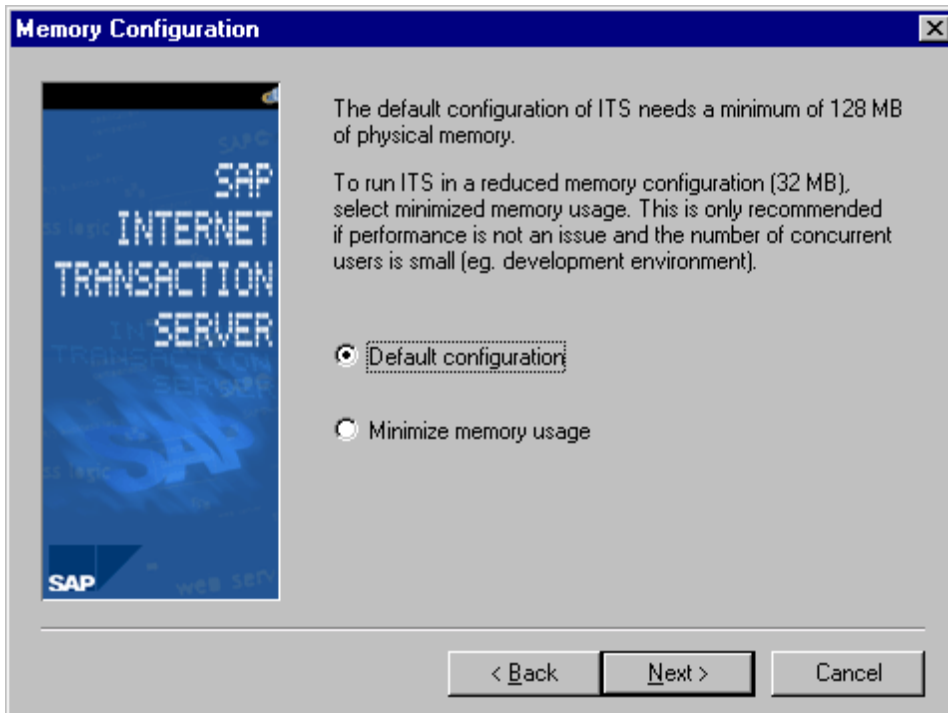 Memory Configuration
SAP
INTERNET
TRANSACTION
SERVER
SAP
The default configuration of ITS needs a minimum of 128 MB
of physical memory.
To run ITS in a reduced memory configuration (32 MB),
select minimized memory usage. This is only recommended
if performance is not an issue and the number of concurrent
users is small (eg. development environment).
Default configuration
Minimize memory usage
< Back
Next >
Cancel